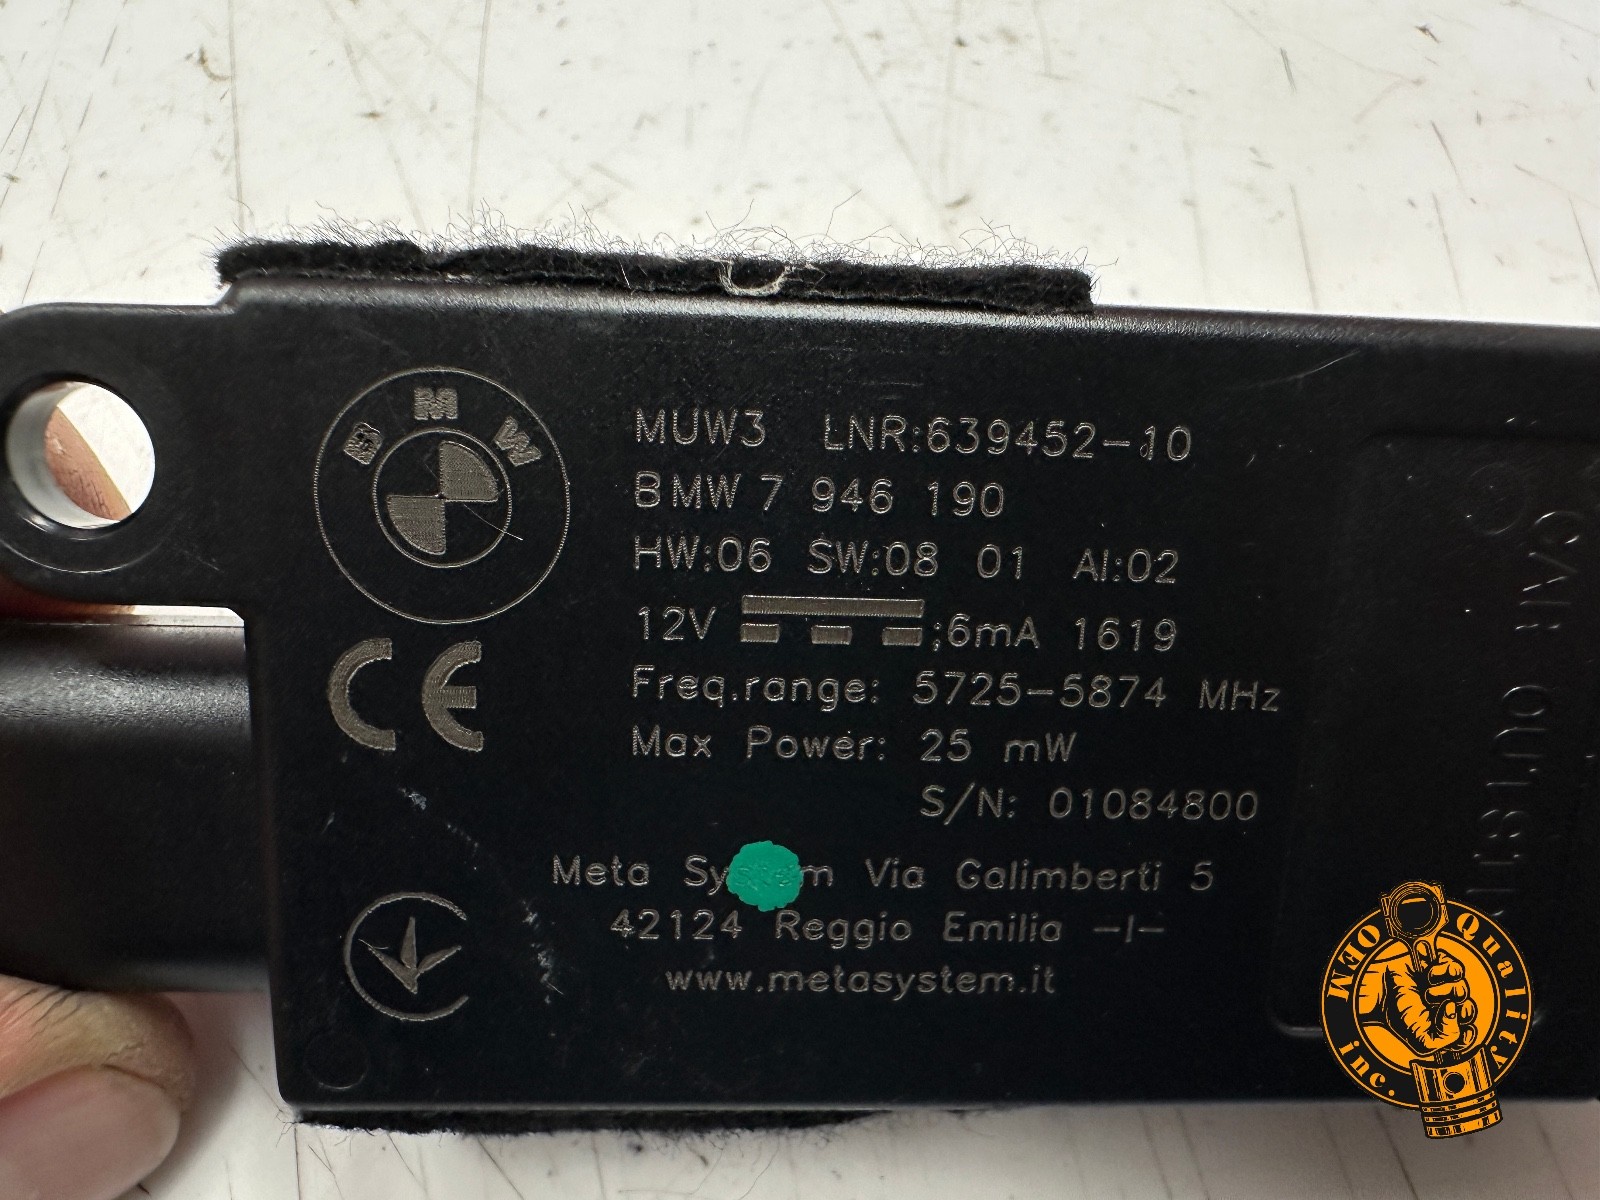 BMW
MUW3 LNR:639452-10
BMW 7 946 190
HW:06 SW:08 01 AI:02
12V ;6mA 1619
Freq.range: 5725-5874 MHz
Max Power: 25 mW
S/N: 01084800
CE
Meta System Via Galimberti 5
42124 Reggio Emilia -I-
www.metasystem.it
MEO Quality inc.